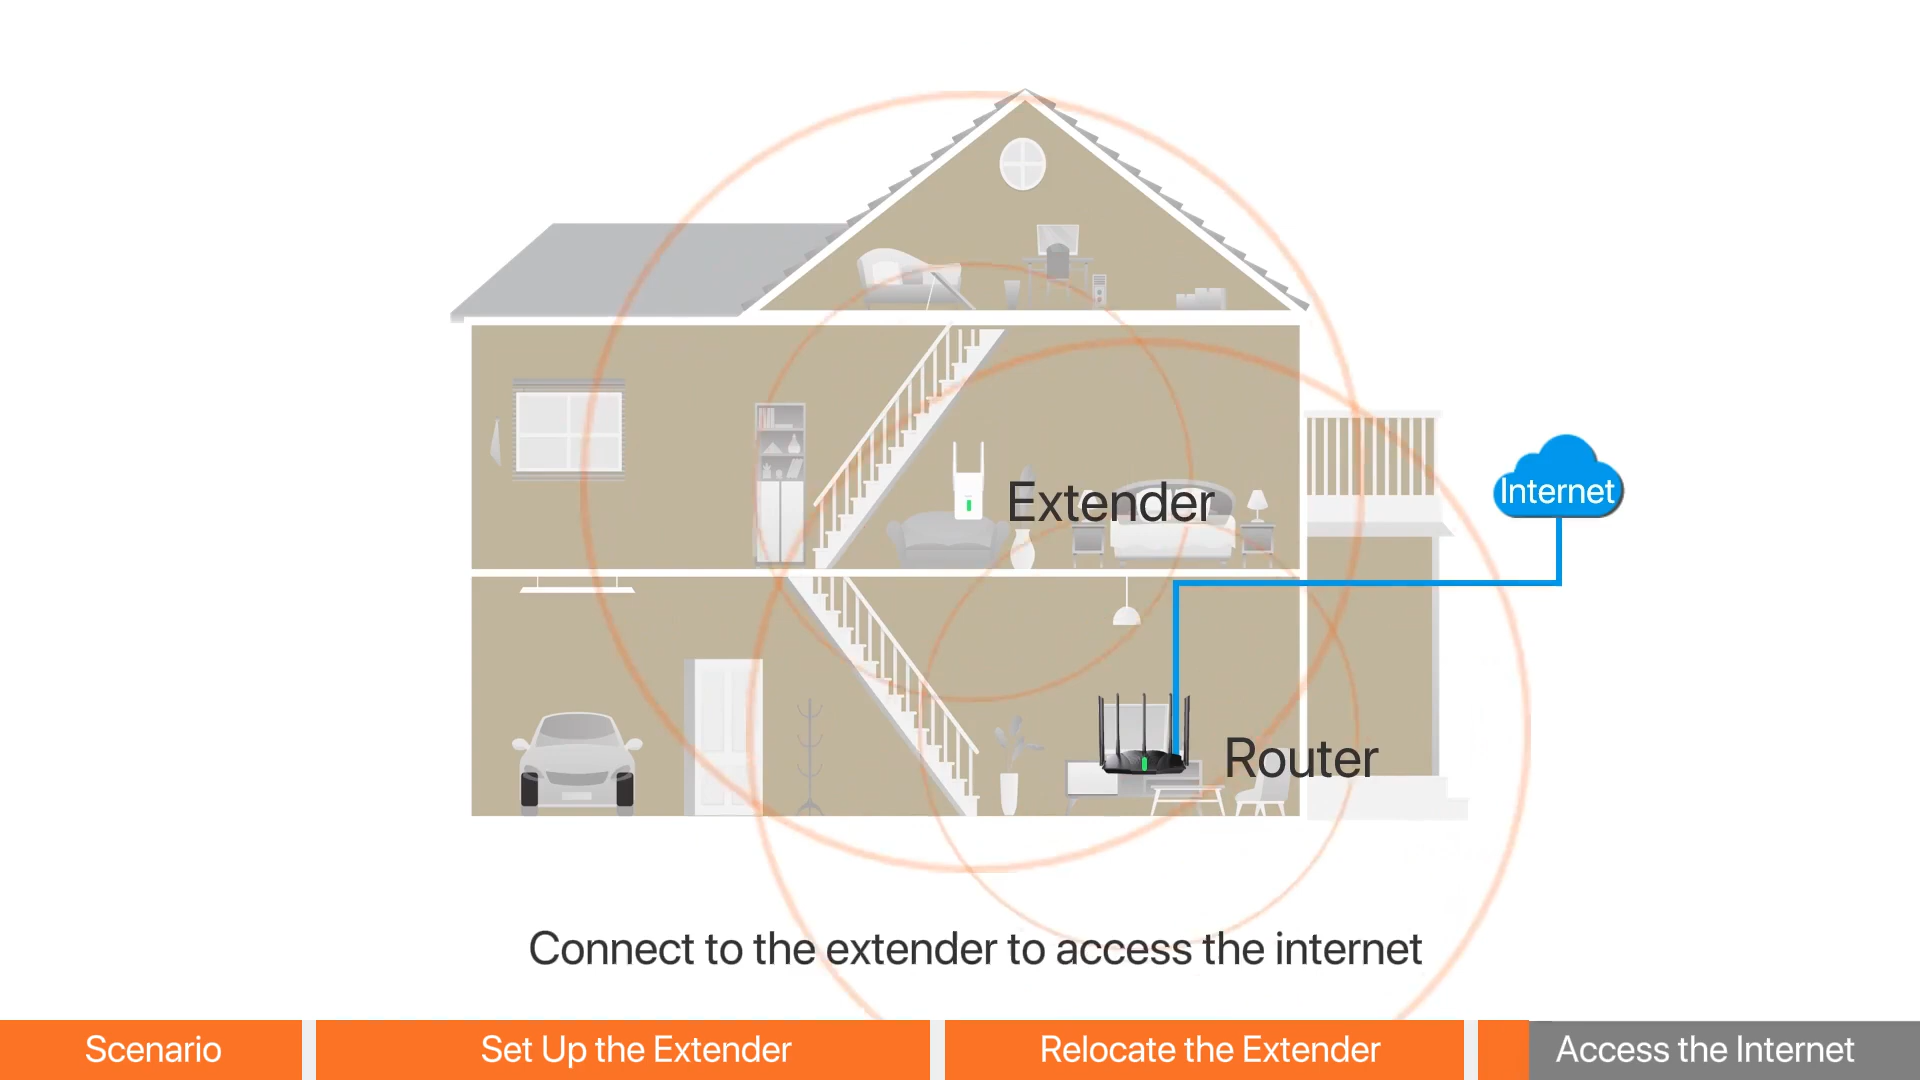 Internet
Extender
Router
Connect to the extender to access the internet
Scenario
Set Up the Extender
Relocate the Extender
Access the Internet